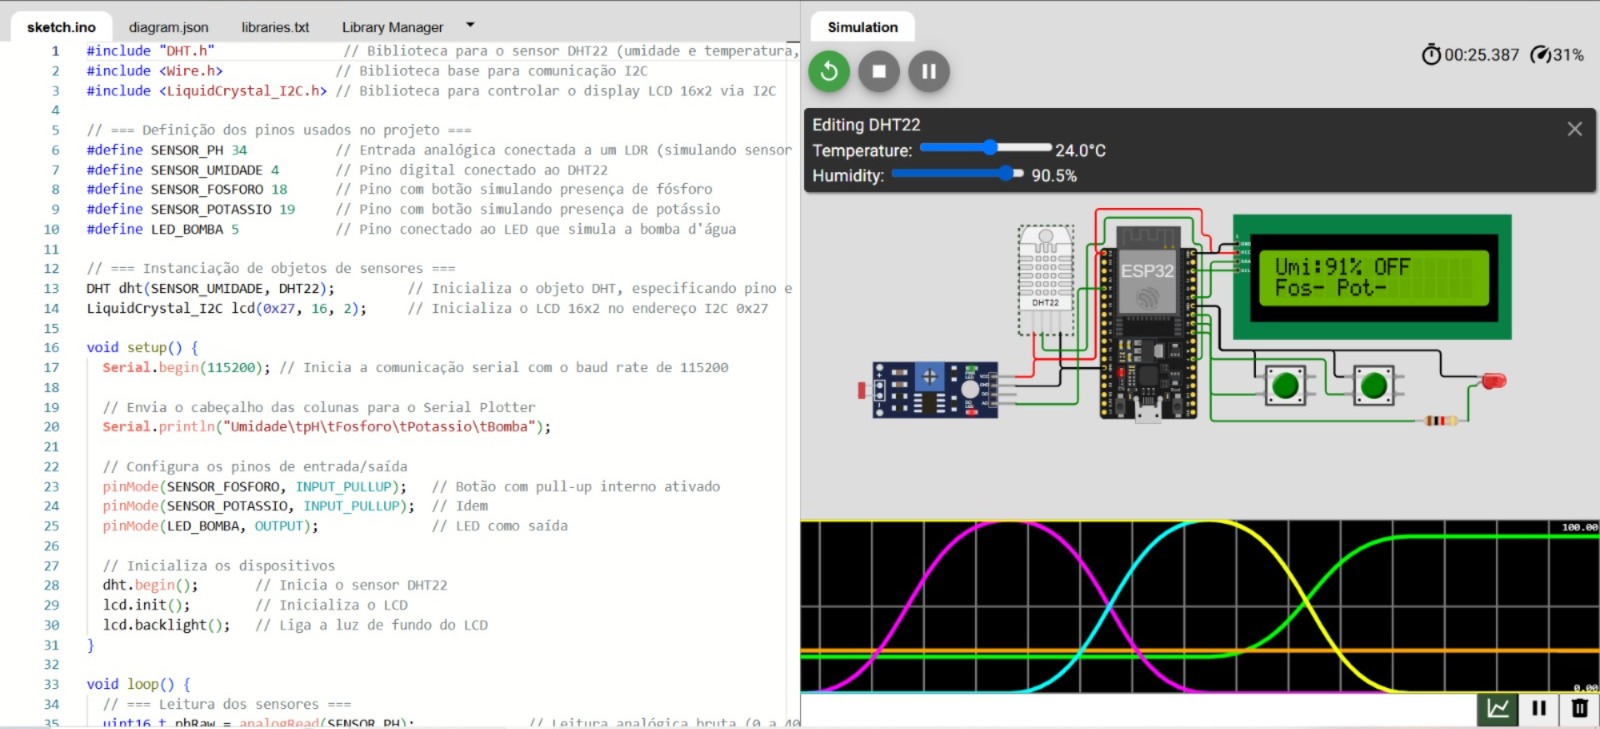 sketch.ino diagram.json libraries.txt Library Manager
1 #include "DHT.h" // Biblioteca para o sensor DHT22 (umidade e temperatura,
2 #include <Wire.h> // Biblioteca base para comunicação I2C
3 #include <LiquidCrystal_I2C.h> // Biblioteca para controlar o display LCD 16x2 via I2C
4
5 // === Definição dos pinos usados no projeto ===
6 #define SENSOR_PH 34 // Entrada analógica conectada a um LDR (simulando sensor
7 #define SENSOR_UMIDADE 4 // Pino digital conectado ao DHT22
8 #define SENSOR_FOSFORO 18 // Pino com botão simulando presença de fósforo
9 #define SENSOR_POTASSIO 19 // Pino com botão simulando presença de potássio
10 #define LED_BOMBA 5 // Pino conectado ao LED que simula a bomba d'água
11
12 // === Instanciação de objetos de sensores ===
13 DHT dht(SENSOR_UMIDADE, DHT22); // Inicializa o objeto DHT, especificando pino e
14 LiquidCrystal_I2C lcd(0x27, 16, 2); // Inicializa o LCD 16x2 no endereço I2C 0x27
15
16 void setup() {
17 Serial.begin(115200); // Inicia a comunicação serial com o baud rate de 115200
18
19 // Envia o cabeçalho das colunas para o Serial Plotter
20 Serial.println("Umidade\tpH\tFosforo\tPotassio\tBomba");
21
22 // Configura os pinos de entrada/saída
23 pinMode(SENSOR_FOSFORO, INPUT_PULLUP); // Botão com pull-up interno ativado
24 pinMode(SENSOR_POTASSIO, INPUT_PULLUP); // Idem
25 pinMode(LED_BOMBA, OUTPUT); // LED como saída
26
27 // Inicializa os dispositivos
28 dht.begin(); // Inicia o sensor DHT22
29 lcd.init(); // Inicializa o LCD
30 lcd.backlight(); // Liga a luz de fundo do LCD
31 }
32
33 void loop() {
34 // === Leitura dos sensores ===
35 uint16_t phRaw = analogRead(SENSOR_PH); // Leitura analógica bruta (0 a 40
Simulation
00:25.387 31%
Editing DHT22
Temperature: 24.0°C
Humidity: 90.5%
DHT22
ESP32
Umi:91% OFF
Fos- Pot-
100.00
0.00